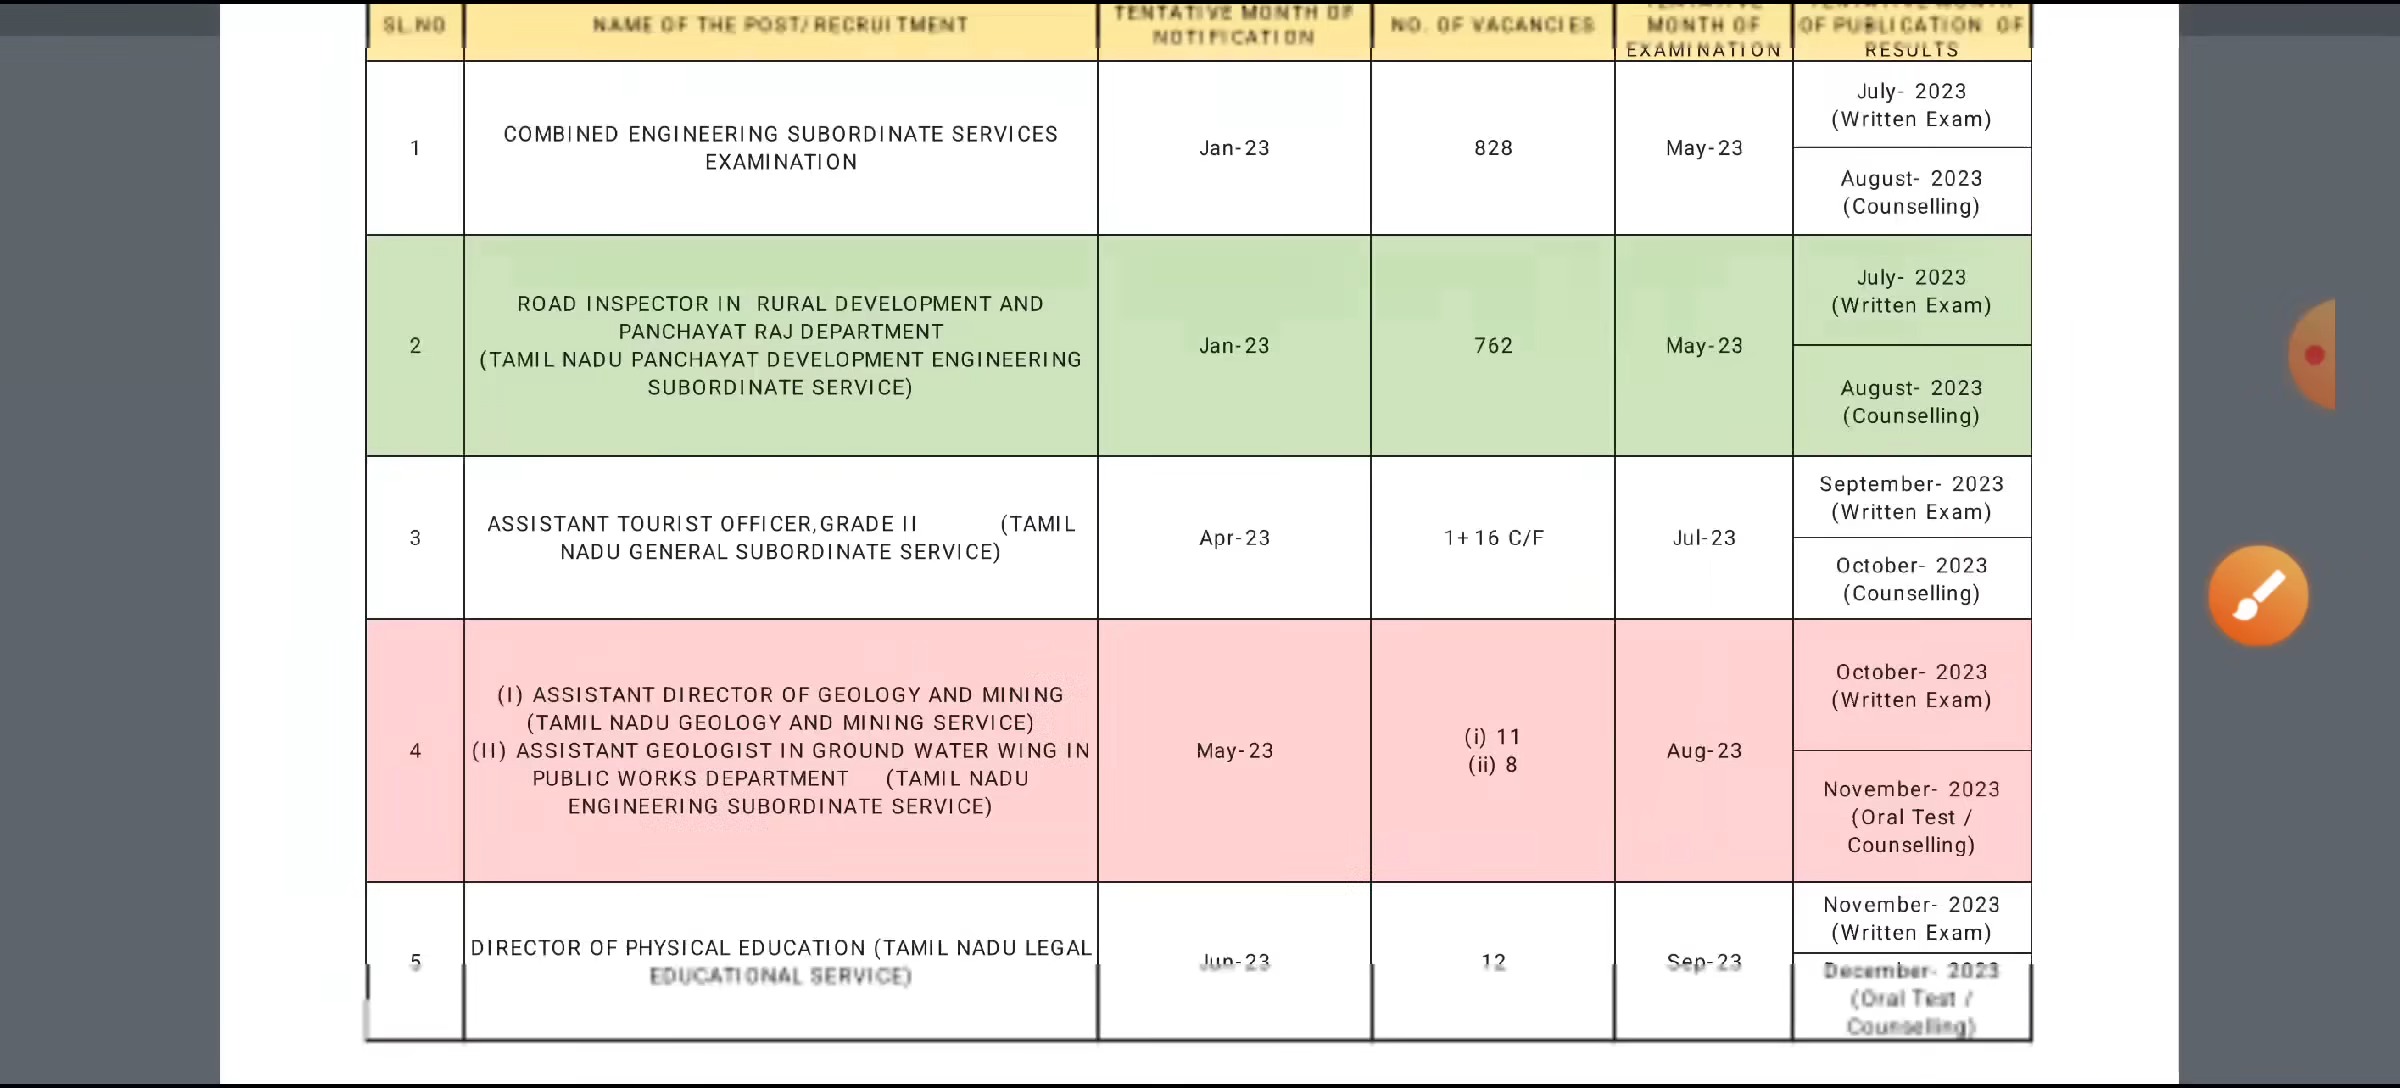 SL.NO
NAME OF THE POST/RECRUITMENT
TENTATIVE MONTH OF
NOTIFICATION
NO. OF VACANCIES
MONTH OF
EXAMINATION
OF PUBLICATION OF
RESULTS
1
COMBINED ENGINEERING SUBORDINATE SERVICES
EXAMINATION
Jan-23
828
May-23
July- 2023
(Written Exam)
August- 2023
(Counselling)
2
ROAD INSPECTOR IN RURAL DEVELOPMENT AND
PANCHAYAT RAJ DEPARTMENT
(TAMIL NADU PANCHAYAT DEVELOPMENT ENGINEERING
SUBORDINATE SERVICE)
Jan-23
762
May-23
July- 2023
(Written Exam)
August- 2023
(Counselling)
3
ASSISTANT TOURIST OFFICER,GRADE II (TAMIL
NADU GENERAL SUBORDINATE SERVICE)
Apr-23
1+16 C/F
Jul-23
September- 2023
(Written Exam)
October- 2023
(Counselling)
4
(I) ASSISTANT DIRECTOR OF GEOLOGY AND MINING
(TAMIL NADU GEOLOGY AND MINING SERVICE)
(II) ASSISTANT GEOLOGIST IN GROUND WATER WING IN
PUBLIC WORKS DEPARTMENT (TAMIL NADU
ENGINEERING SUBORDINATE SERVICE)
May-23
(i) 11
(ii) 8
Aug-23
October- 2023
(Written Exam)
November- 2023
(Oral Test /
Counselling)
5
DIRECTOR OF PHYSICAL EDUCATION (TAMIL NADU LEGAL
EDUCATIONAL SERVICE)
Jun-23
12
Sep-23
November- 2023
(Written Exam)
December- 2023
(Oral Test /
Counselling)